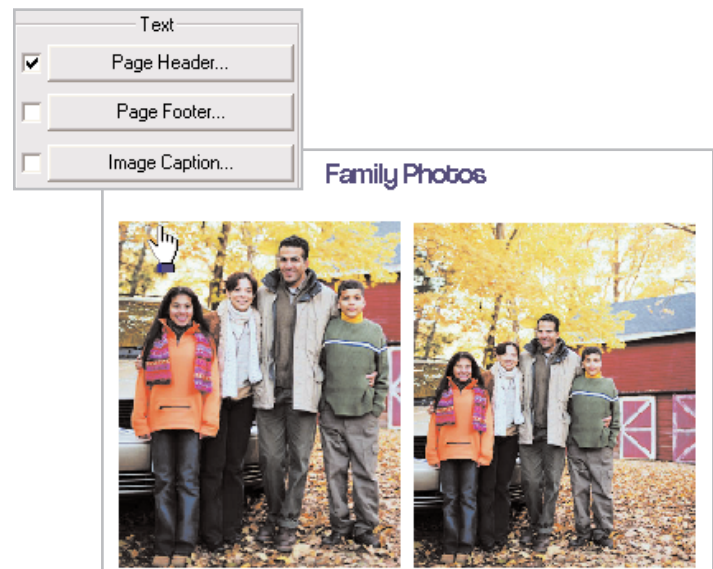 Text
Page Header...
Page Footer...
Image Caption...
Family Photos